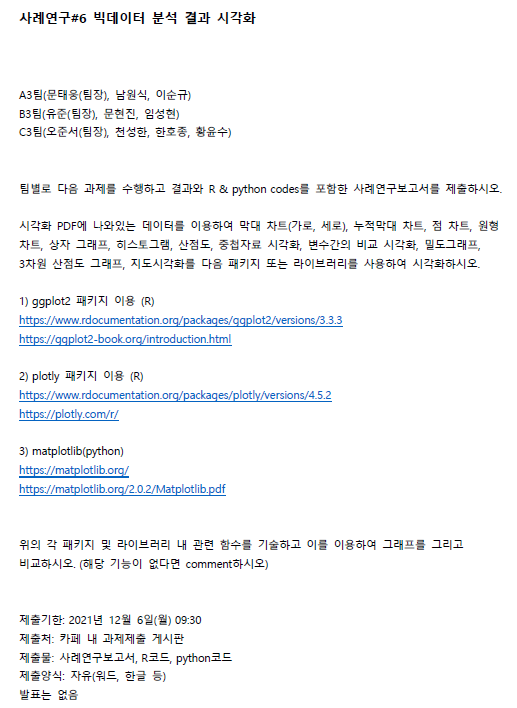 사례연구#6 빅데이터 분석 결과 시각화
A3팀(문태웅(팀장), 남원식, 이순규)
B3팀(유준(팀장), 문현진, 임성현)
C3팀(오준서(팀장), 천성한, 한호종, 황윤수)
팀별로 다음 과제를 수행하고 결과와 R & python codes를 포함한 사례연구보고서를 제출하시오.
시각화 PDF에 나와있는 데이터를 이용하여 막대 차트(가로, 세로), 누적막대 차트, 점 차트, 원형
차트, 상자 그래프, 히스토그램, 산점도, 중첩자료 시각화, 변수간의 비교 시각화, 밀도그래프,
3차원 산점도 그래프, 지도시각화를 다음 패키지 또는 라이브러리를 사용하여 시각화하시오.
1) ggplot2 패키지 이용 (R)
https://www.rdocumentation.org/packages/ggplot2/versions/3.3.3
https://ggplot2-book.org/introduction.html
2) plotly 패키지 이용 (R)
https://www.rdocumentation.org/packages/plotly/versions/4.5.2
https://plotly.com/r/
3) matplotlib(python)
https://matplotlib.org/
https://matplotlib.org/2.0.2/Matplotlib.pdf
위의 각 패키지 및 라이브러리 내 관련 함수를 기술하고 이를 이용하여 그래프를 그리고
비교하시오. (해당 기능이 없다면 comment하시오)
제출기한: 2021년 12월 6일(월) 09:30
제출처: 카페 내 과제제출 게시판
제출물: 사례연구보고서, R코드, python코드
제출양식: 자유(워드, 한글 등)
발표는 없음